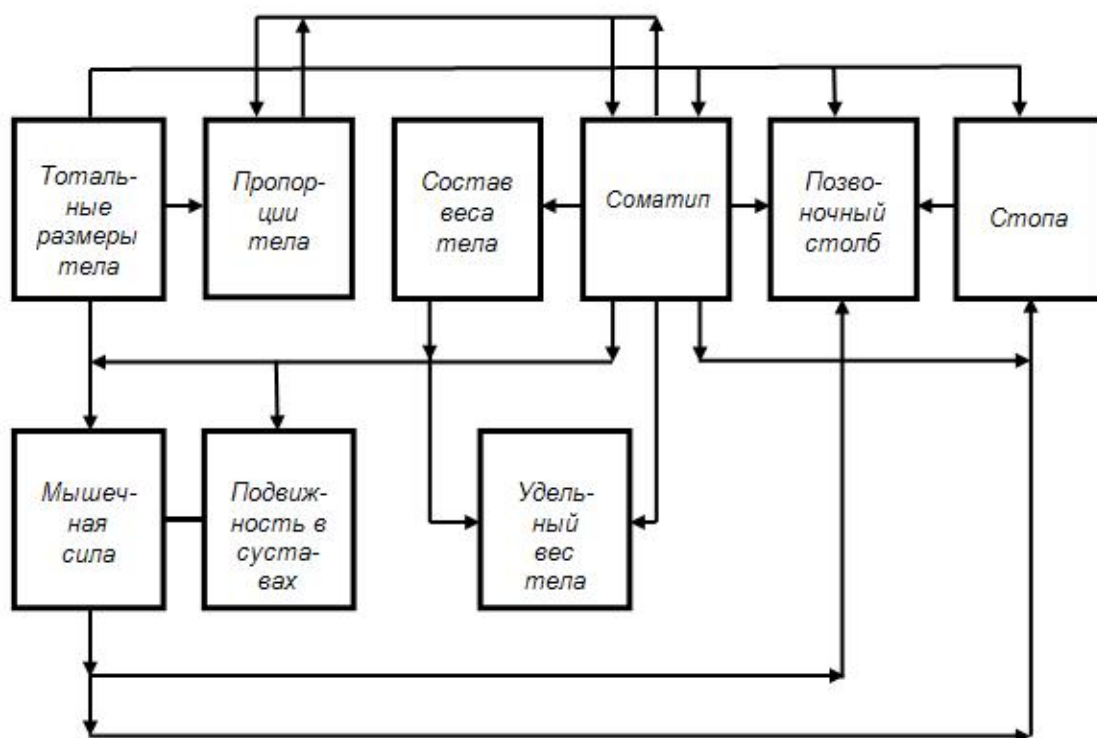 Тоталь-
ные
размеры
тела
Пропор-
ции
тела
Состав
веса
тела
Соматип
Позво-
ночный
столб
Стопа
Мышеч-
ная
сила
Подвиж-
ность в
суста-
вах
Удель-
ный
вес
тела